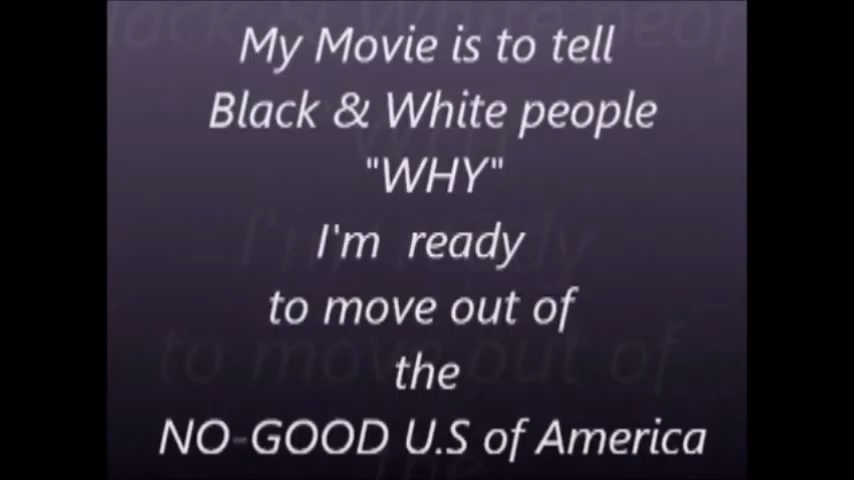 My Movie is to tell
Black & White people
"WHY"
I'm ready
to move out of
the
NO-GOOD U.S of America